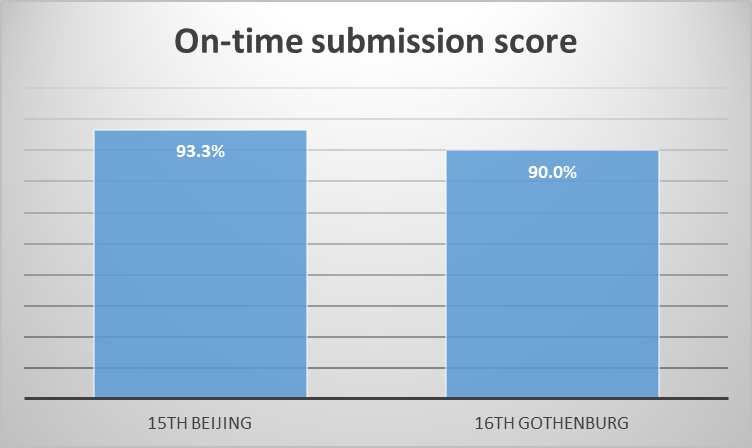 On-time submission score
93.3%
90.0%
15TH BEIJING
16TH GOTHENBURG